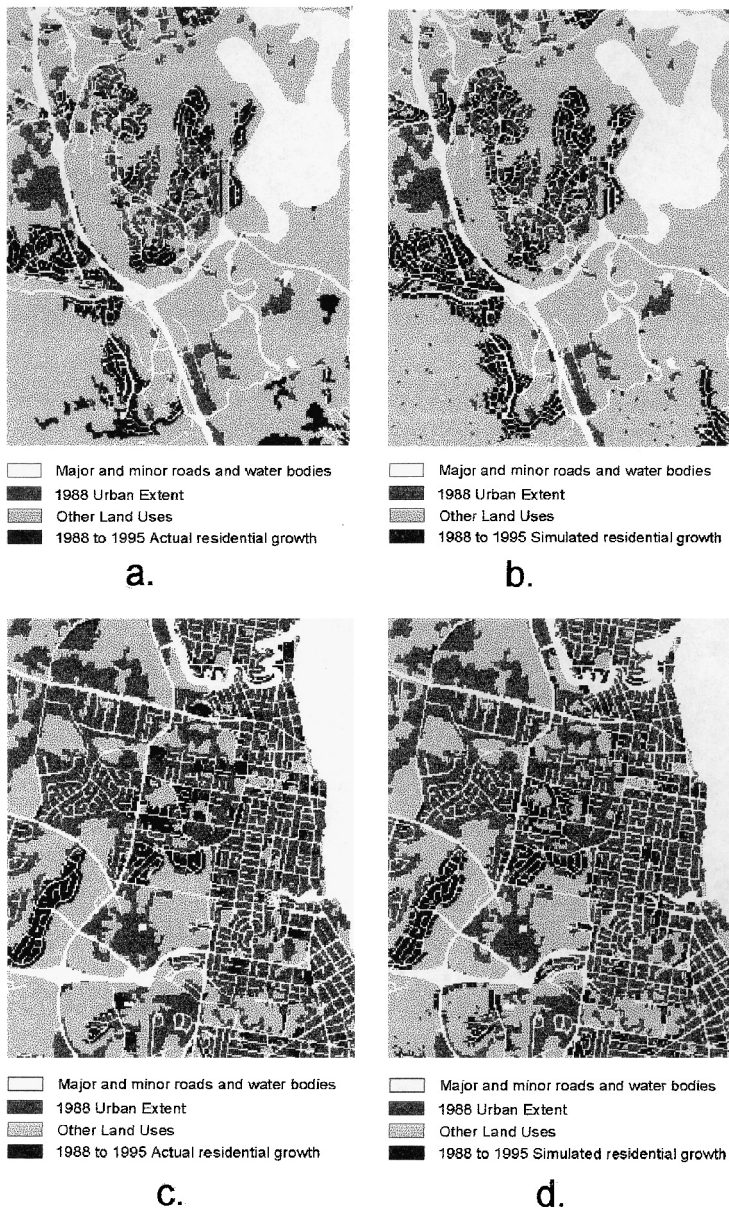 Major and minor roads and water bodies
1988 Urban Extent
Other Land Uses
1988 to 1995 Actual residential growth
a.
Major and minor roads and water bodies
1988 Urban Extent
Other Land Uses
1988 to 1995 Simulated residential growth
b.
Major and minor roads and water bodies
1988 Urban Extent
Other Land Uses
1988 to 1995 Actual residential growth
c.
Major and minor roads and water bodies
1988 Urban Extent
Other Land Uses
1988 to 1995 Simulated residential growth
d.